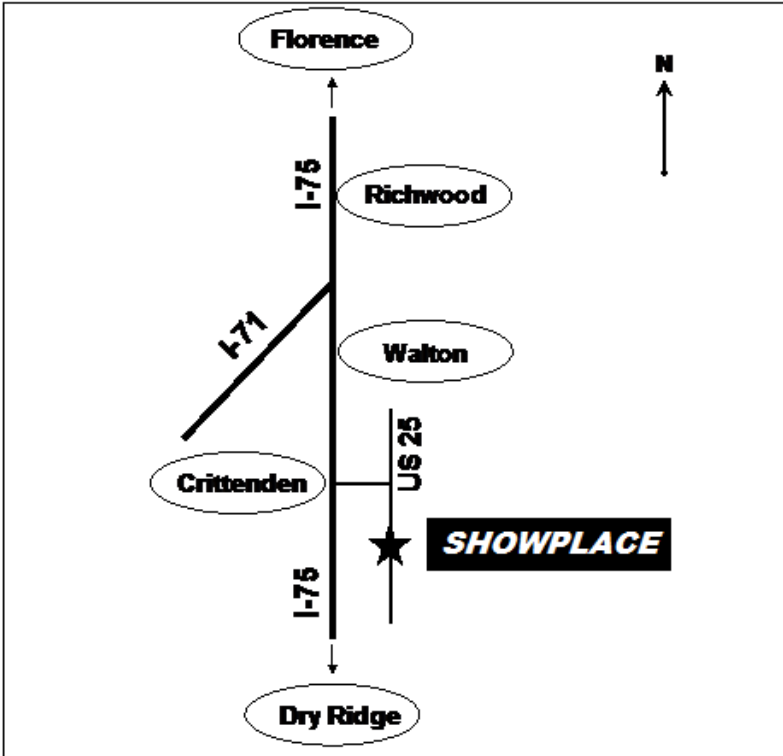 Florence
N
I-75
Richwood
I-71
Walton
US 25
Crittenden
SHOWPLACE
I-75
Dry Ridge